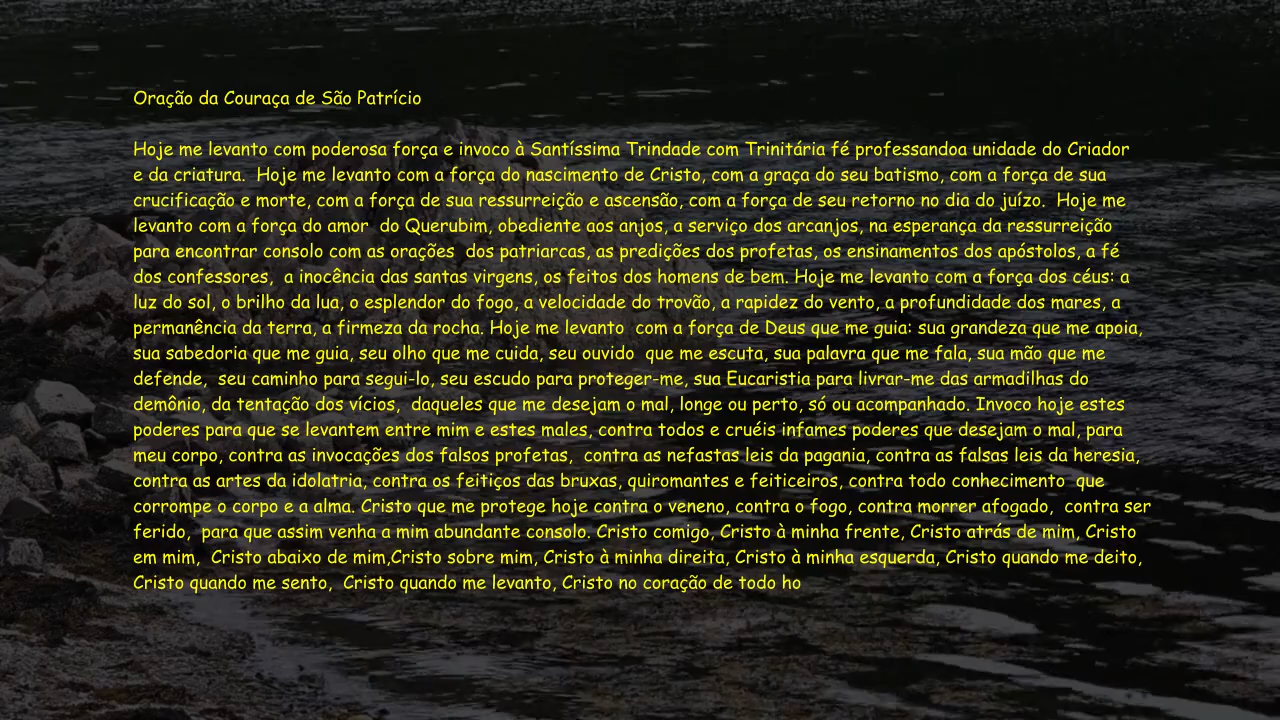 Oração da Couraça de São Patrício
Hoje me levanto com poderosa força e invoco à Santíssima Trindade com Trinitária fé professandoa unidade do Criador
e da criatura.  Hoje me levanto com a força do nascimento de Cristo, com a graça do seu batismo, com a força de sua
crucificação e morte, com a força de sua ressurreição e ascensão, com a força de seu retorno no dia do juízo.  Hoje me
levanto com a força do amor  do Querubim, obediente aos anjos, a serviço dos arcanjos, na esperança da ressurreição
para encontrar consolo com as orações  dos patriarcas, as predições dos profetas, os ensinamentos dos apóstolos, a fé
dos confessores,  a inocência das santas virgens, os feitos dos homens de bem. Hoje me levanto com a força dos céus: a
luz do sol, o brilho da lua, o esplendor do fogo, a velocidade do trovão, a rapidez do vento, a profundidade dos mares, a
permanência da terra, a firmeza da rocha. Hoje me levanto  com a força de Deus que me guia: sua grandeza que me apoia,
sua sabedoria que me guia, seu olho que me cuida, seu ouvido  que me escuta, sua palavra que me fala, sua mão que me
defende,  seu caminho para segui-lo, seu escudo para proteger-me, sua Eucaristia para livrar-me das armadilhas do
demônio, da tentação dos vícios,  daqueles que me desejam o mal, longe ou perto, só ou acompanhado. Invoco hoje estes
poderes para que se levantem entre mim e estes males, contra todos e cruéis infames poderes que desejam o mal, para
meu corpo, contra as invocações dos falsos profetas,  contra as nefastas leis da pagania, contra as falsas leis da heresia,
contra as artes da idolatria, contra os feitiços das bruxas, quiromantes e feiticeiros, contra todo conhecimento  que
corrompe o corpo e a alma. Cristo que me protege hoje contra o veneno, contra o fogo, contra morrer afogado,  contra ser
ferido,  para que assim venha a mim abundante consolo. Cristo comigo, Cristo à minha frente, Cristo atrás de mim, Cristo
em mim,  Cristo abaixo de mim,Cristo sobre mim, Cristo à minha direita, Cristo à minha esquerda, Cristo quando me deito,
Cristo quando me sento,  Cristo quando me levanto, Cristo no coração de todo ho